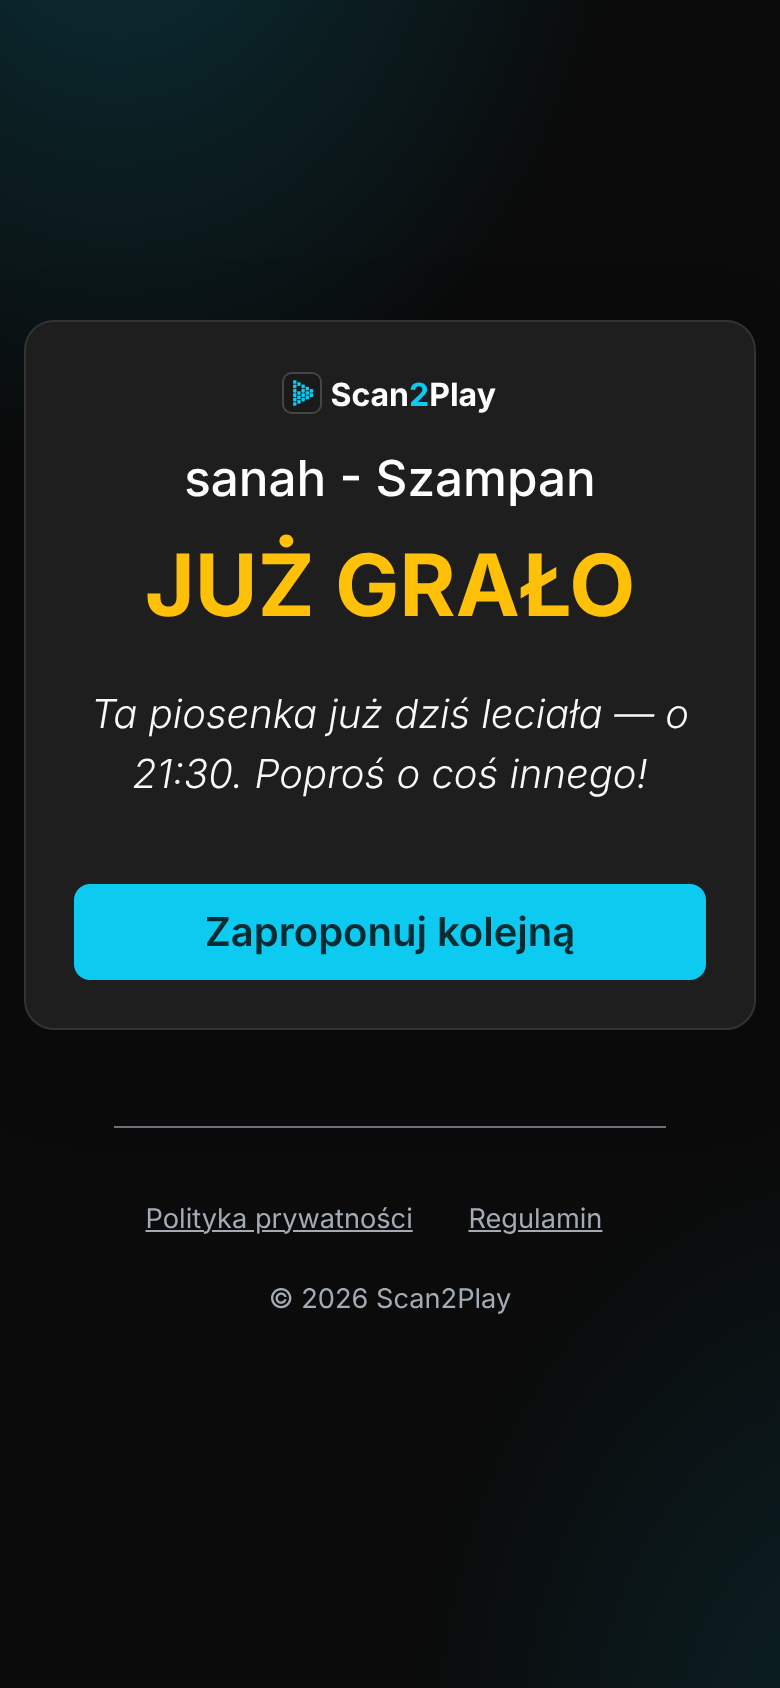 Scan2Play
sanah - Szampan
JUŻ GRAŁO
Ta piosenka już dziś leciała — o
21:30. Poproś o coś innego!
Zaproponuj kolejną
Polityka prywatności Regulamin
© 2026 Scan2Play